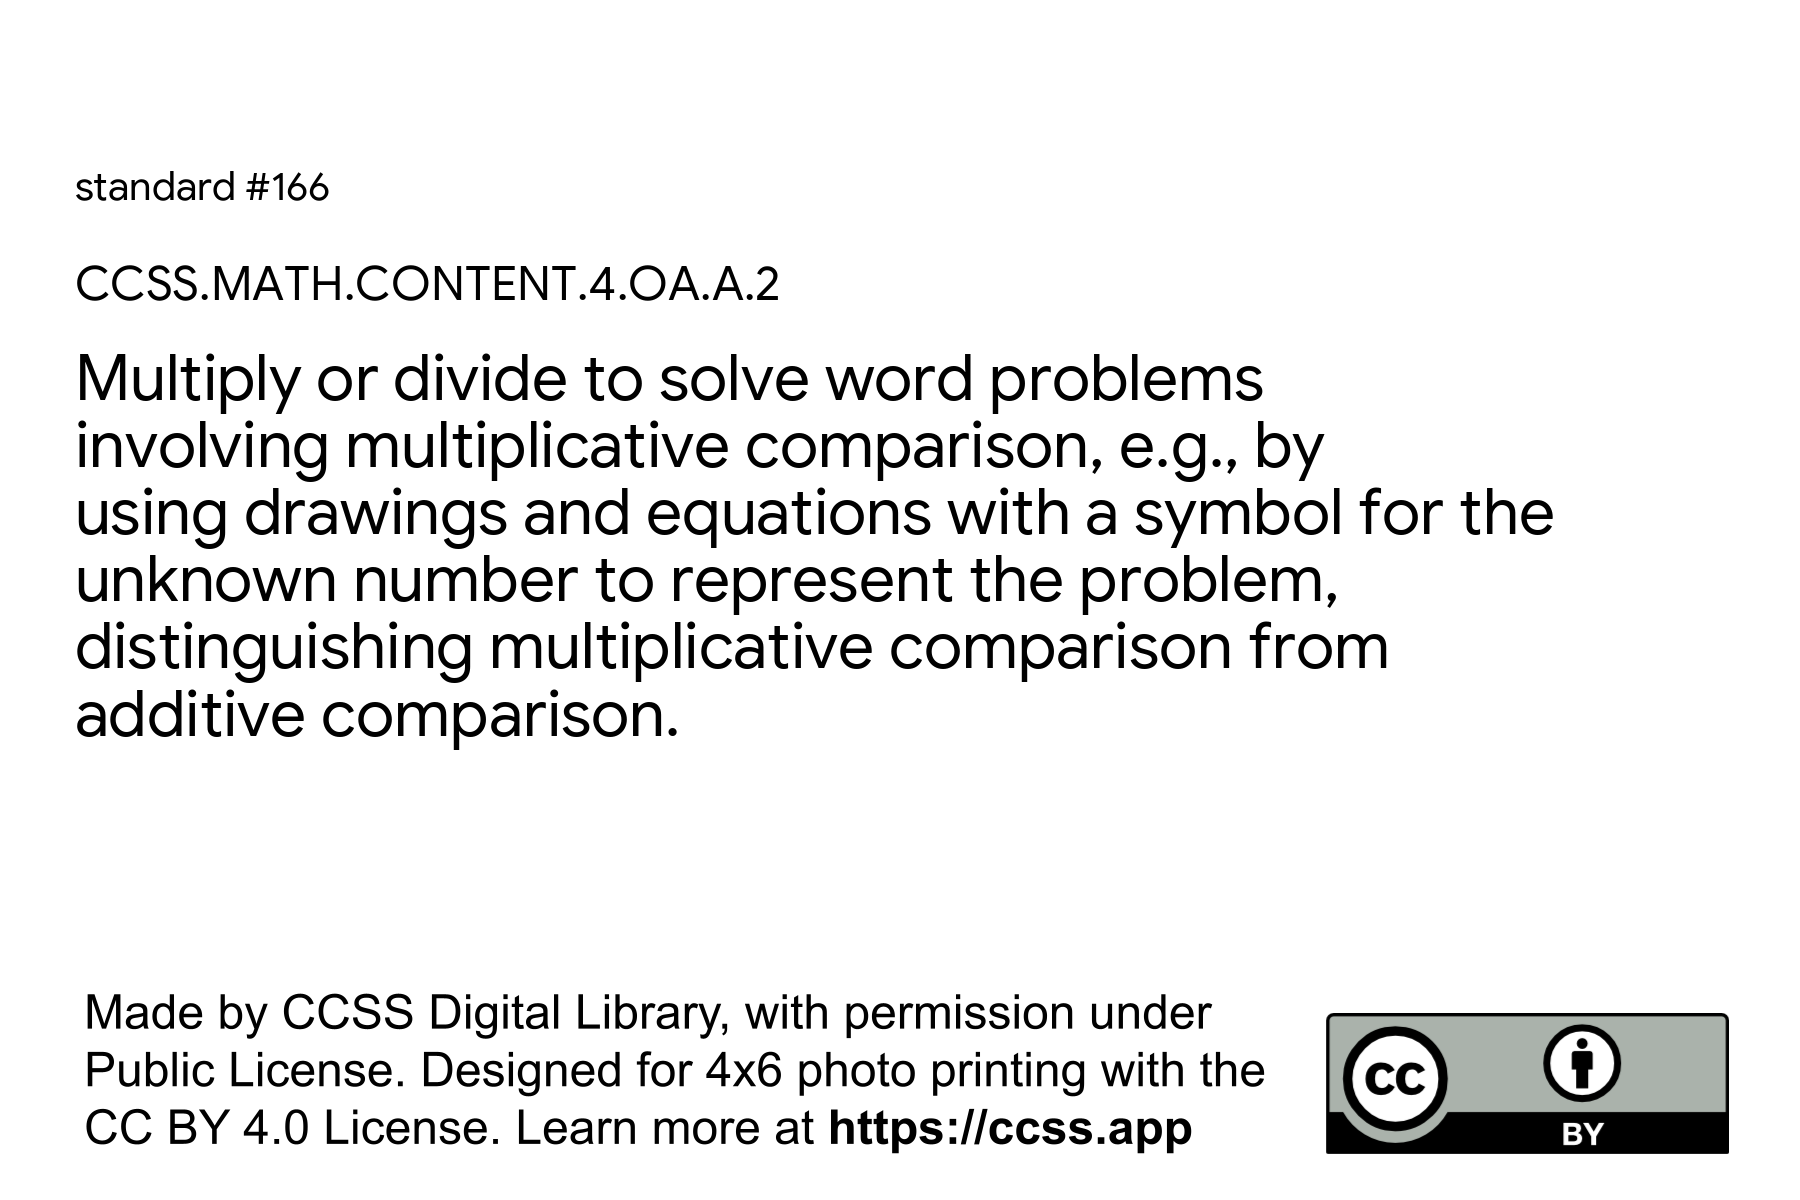 standard #166
CCSS.MATH.CONTENT.4.OA.A.2
Multiply or divide to solve word problems
involving multiplicative comparison, e.g., by
using drawings and equations with a symbol for the
unknown number to represent the problem,
distinguishing multiplicative comparison from
additive comparison.
Made by CCSS Digital Library, with permission under
Public License. Designed for 4x6 photo printing with the
CC BY 4.0 License. Learn more at https://ccss.app
CC
BY